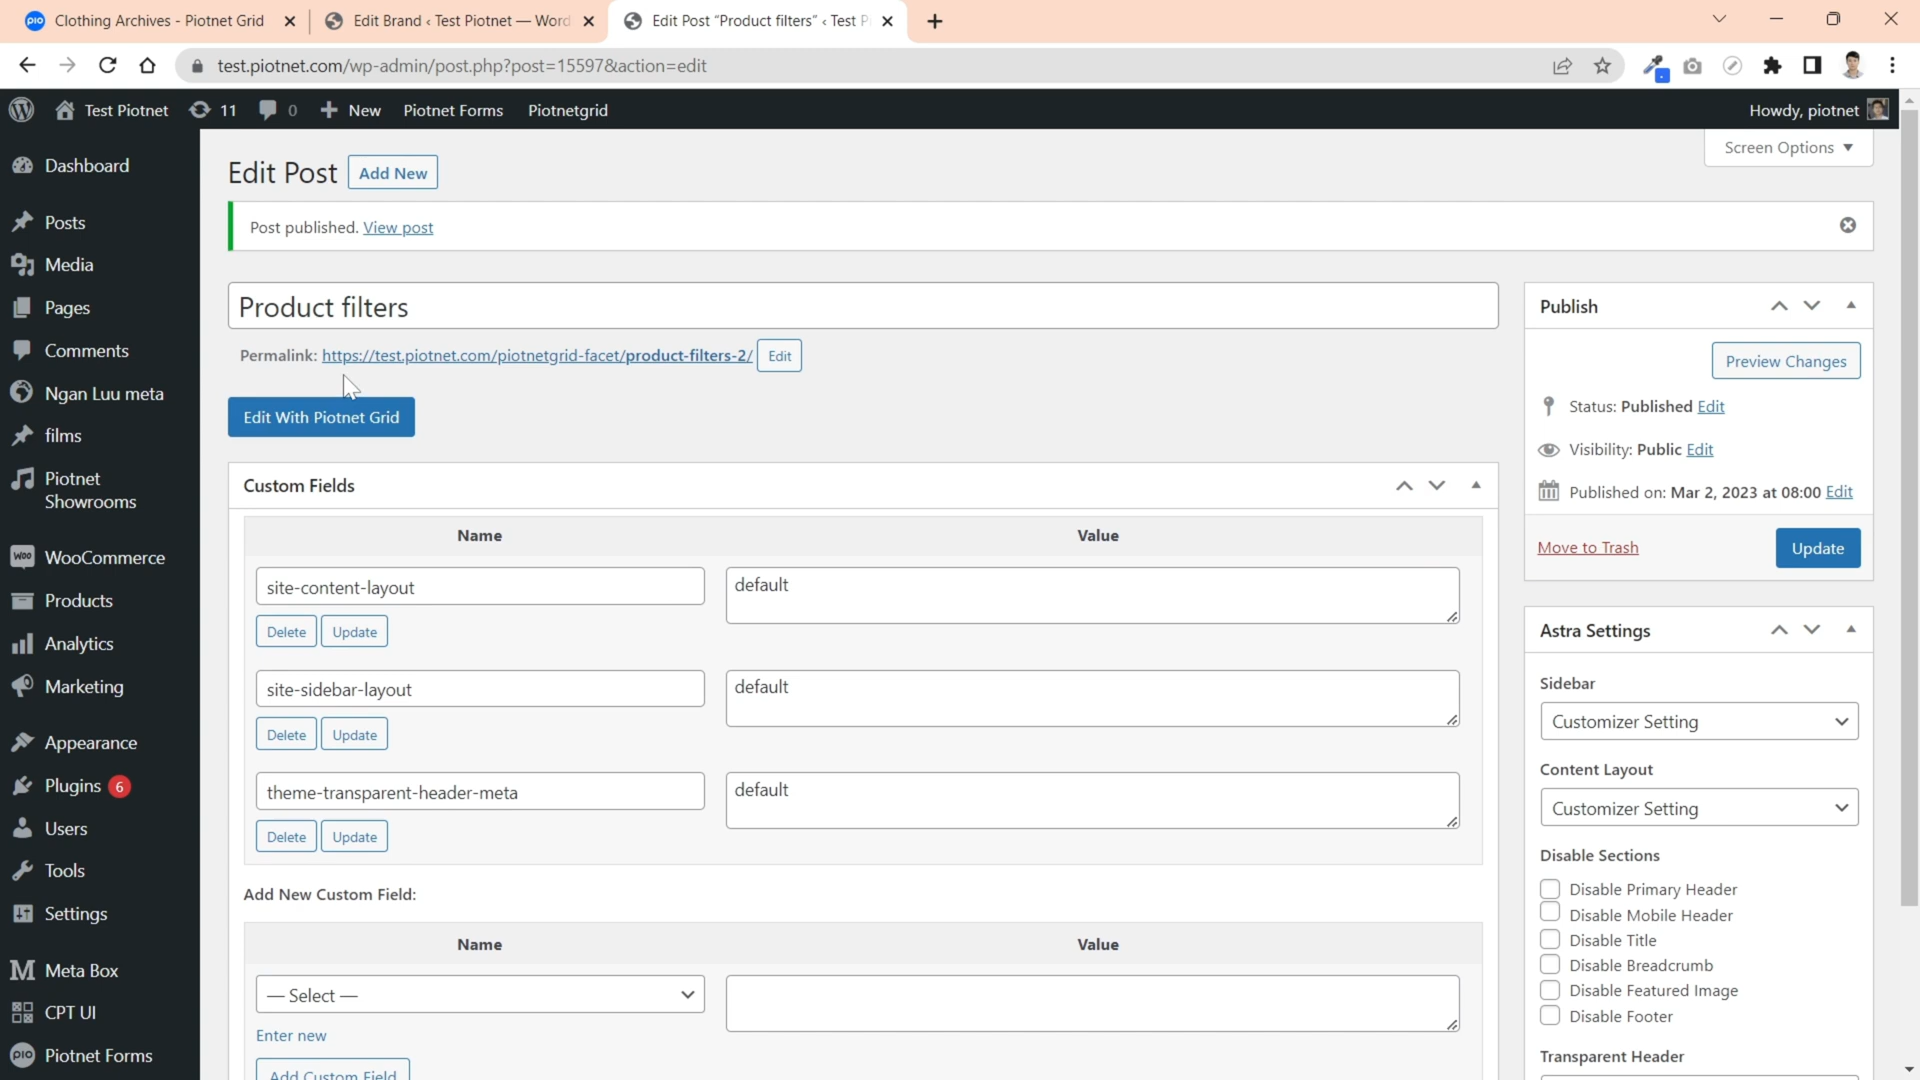 Clothing Archives - Piotnet Grid
Edit Brand ‹ Test Piotnet — Word
Edit Post “Product filters” ‹ Test P
test.piotnet.com/wp-admin/post.php?post=15597&action=edit
Test Piotnet
11
0
New
Piotnet Forms
Piotnetgrid
Howdy, piotnet
Dashboard
Posts
Media
Pages
Comments
Ngan Luu meta
films
Piotnet
Showrooms
WooCommerce
Products
Analytics
Marketing
Appearance
Plugins 6
Users
Tools
Settings
Meta Box
CPT UI
Piotnet Forms
Screen Options
Edit Post
Add New
Post published. View post
Product filters
Permalink: https://test.piotnet.com/piotnetgrid-facet/product-filters-2/ Edit
Edit With Piotnet Grid
Custom Fields
Name
Value
site-content-layout
default
Delete
Update
site-sidebar-layout
default
Delete
Update
theme-transparent-header-meta
default
Delete
Update
Add New Custom Field:
Name
Value
— Select —
Enter new
Add Custom Field
Publish
Preview Changes
Status: Published Edit
Visibility: Public Edit
Published on: Mar 2, 2023 at 08:00 Edit
Move to Trash
Update
Astra Settings
Sidebar
Customizer Setting
Content Layout
Customizer Setting
Disable Sections
Disable Primary Header
Disable Mobile Header
Disable Title
Disable Breadcrumb
Disable Featured Image
Disable Footer
Transparent Header